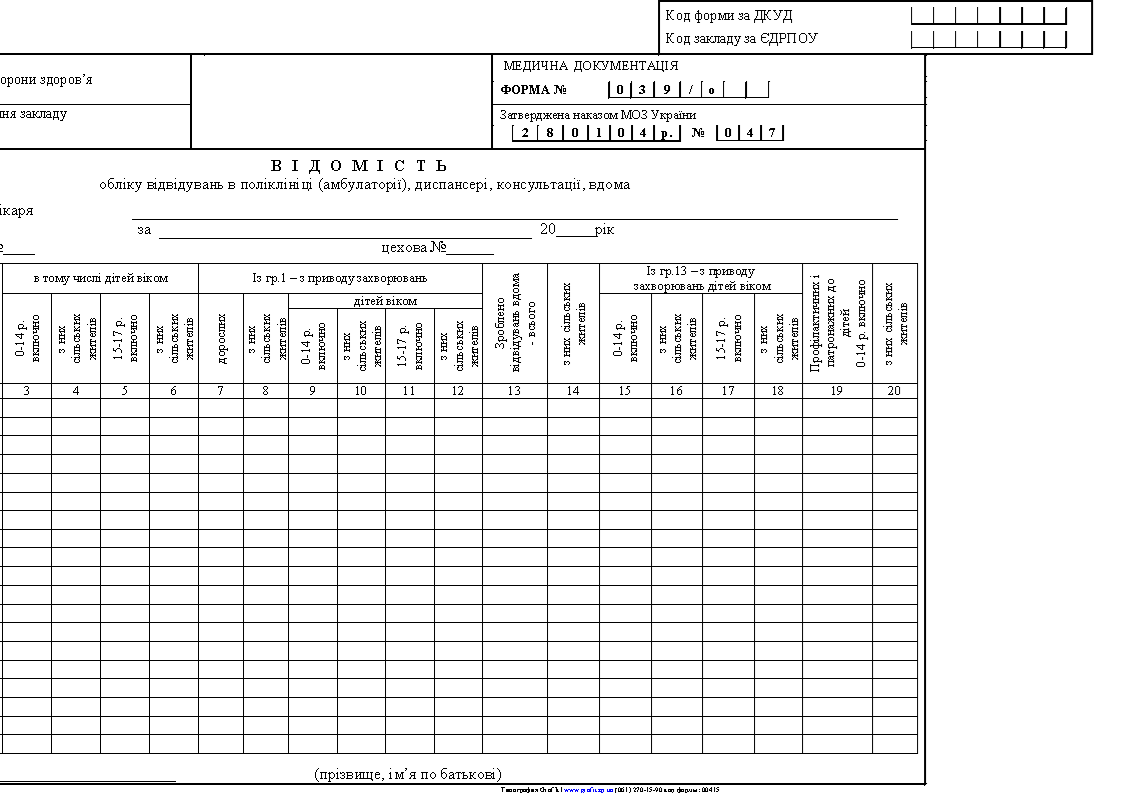 Код форми за ДКУД
Код закладу за ЄДРПОУ
МЕДИЧНА ДОКУМЕНТАЦІЯ
орони здоров’я
ФОРМА № 0 3 9 / о
ня закладу
Затверджена наказом МОЗ України
2 8 0 1 0 4 р. № 0 4 7
В І Д О М І С Т Ь
обліку відвідувань в поліклініці (амбулаторії), диспансері, консультації, вдома
ікаря
за 20 рік
№ цехова №
в тому числі дітей віком
Із гр.1 – з приводу захворювань
дітей віком
Із гр.13 – з приводу
захворювань дітей віком
0-14 р.
включно
з них
сільських
жителів
15-17 р.
включно
з них
сільських
жителів
дорослих
з них
сільських
жителів
0-14 р.
включно
з них
сільських
жителів
15-17 р.
включно
з них
сільських
жителів
Зроблено
відвідувань вдома
- всього
з них сільських
жителів
0-14 р.
включно
з них
сільських
жителів
15-17 р.
включно
з них
сільських
жителів
Профілактичних і
патронажних до
дітей
0-14 р. включно
з них сільських
жителів
3 4 5 6 7 8 9 10 11 12 13 14 15 16 17 18 19 20
(прізвище, ім’я по батькові)
(061) 270-15-90 код форми: 00415